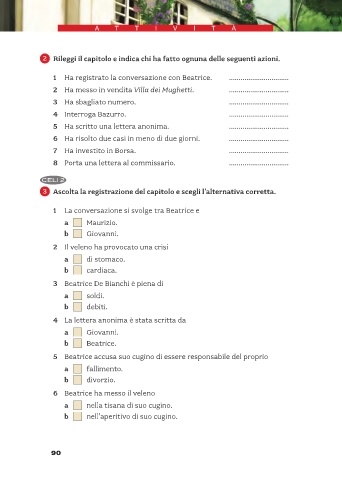 ATTIVITÀ
2 Rileggi il capitolo e indica chi ha fatto ognuna delle seguenti azioni.
1 Ha registrato la conversazione con Beatrice. ..............................
2 Ha messo in vendita Villa dei Mughetti. ..............................
3 Ha sbagliato numero. ..............................
4 Interroga Bazurro. ..............................
5 Ha scritto una lettera anonima. ..............................
6 Ha risolto due casi in meno di due giorni. ..............................
7 Ha investito in Borsa. ..............................
8 Porta una lettera al commissario. ..............................
CELI 2
3 Ascolta la registrazione del capitolo e scegli l'alternativa corretta.
1 La conversazione si svolge tra Beatrice e
a Maurizio.
b Giovanni.
2 Il veleno ha provocato una crisi
a di stomaco.
b cardiaca.
3 Beatrice De Bianchi è piena di
a soldi.
b debiti.
4 La lettera anonima è stata scritta da
a Giovanni.
b Beatrice.
5 Beatrice accusa suo cugino di essere responsabile del proprio
a fallimento.
b divorzio.
6 Beatrice ha messo il veleno
a nella tisana di suo cugino.
b nell'aperitivo di suo cugino.
90